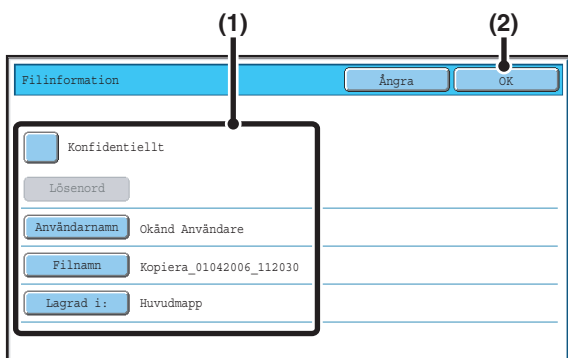 (1) (2)
Filinformation Ångra OK
Konfidentiellt
Lösenord
Användarnamn Okänd Användare
Filnamn Kopiera_01042006_112030
Lagrad i: Huvudmapp